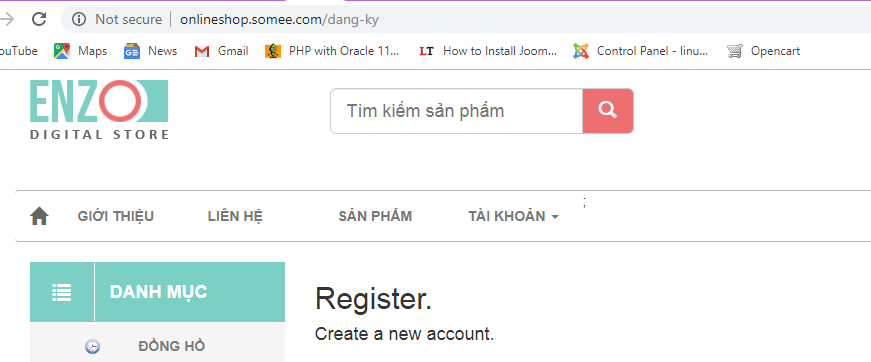 Not secure | onlineshop.somee.com/dang-ky
ouTube Maps News Gmail PHP with Oracle 11... LT How to Install Joom... Control Panel - linu... Opencart
ENZO
DIGITAL STORE
Tìm kiếm sản phẩm
GIỚI THIỆU LIÊN HỆ SẢN PHẨM TÀI KHOẢN ;
DANH MỤC
ĐỒNG HỒ
Register.
Create a new account.